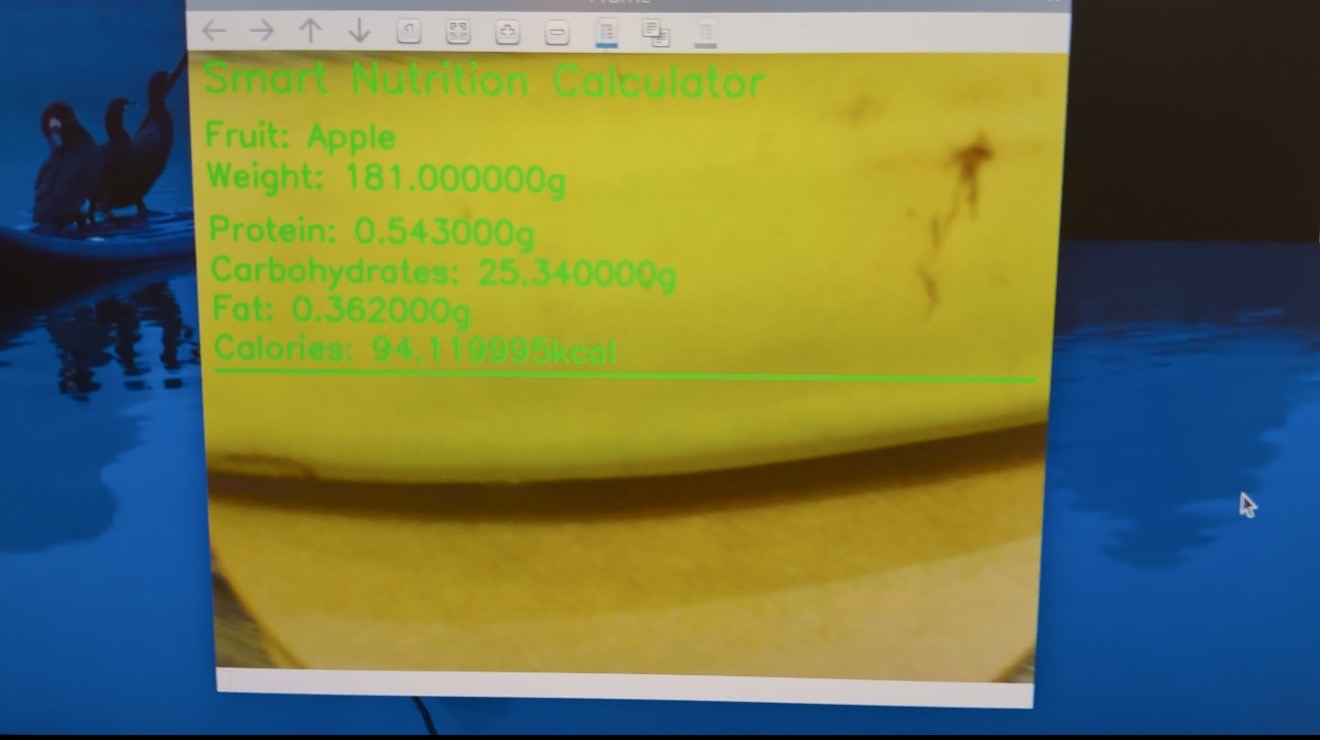 Smart Nutrition Calculator
Fruit: Apple
Weight: 181.000000g
Protein: 0.543000g
Carbohydrates: 25.340000g
Fat: 0.362000g
Calories: 94.119995kcal